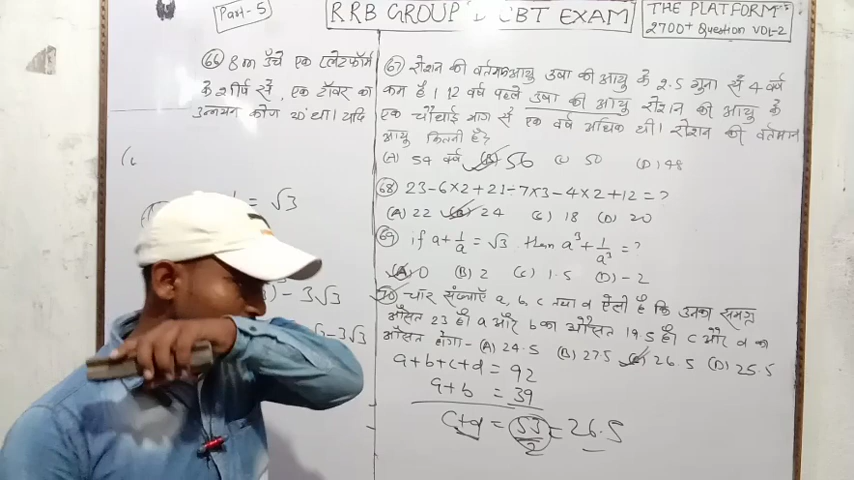 Part-5
RRB GROUP D CBT EXAM
THE PLATFORM
2700+ Question VOL-2
66 8m ऊँचे एक प्लेटफॉर्म
के शीर्ष से, एक टॉवर का
उन्नयन कोण था। यदि
= √3
- 3√3
- 3√3
67 रोशन की वर्तमान आयु उषा की आयु के 2.5 गुना से 4 वर्ष
कम है। 12 वर्ष पहले उषा की आयु रोशन की आयु के
एक चौथाई भाग से एक वर्ष अधिक थी। रोशन की वर्तमान
आयु कितनी है?
(A) 54 वर्ष (B) 56 (C) 50 (D) 48
68 23-6×2+21÷7×3-4×2+12=?
(A) 22 (B) 24 (C) 18 (D) 20
69 if a+1/a = √3 then a³+1/a³ = ?
(A) 0 (B) 2 (C) 1.5 (D) -2
70 चार संख्याएँ a, b, c तथा d ऐसी हैं कि उनका समग्र
औसत 23 है। a और b का औसत 19.5 है। c और d का
औसत होगा- (A) 24.5 (B) 27.5 (C) 26.5 (D) 25.5
a+b+c+d = 92
a+b = 39
c+d = 53/2 = 26.5